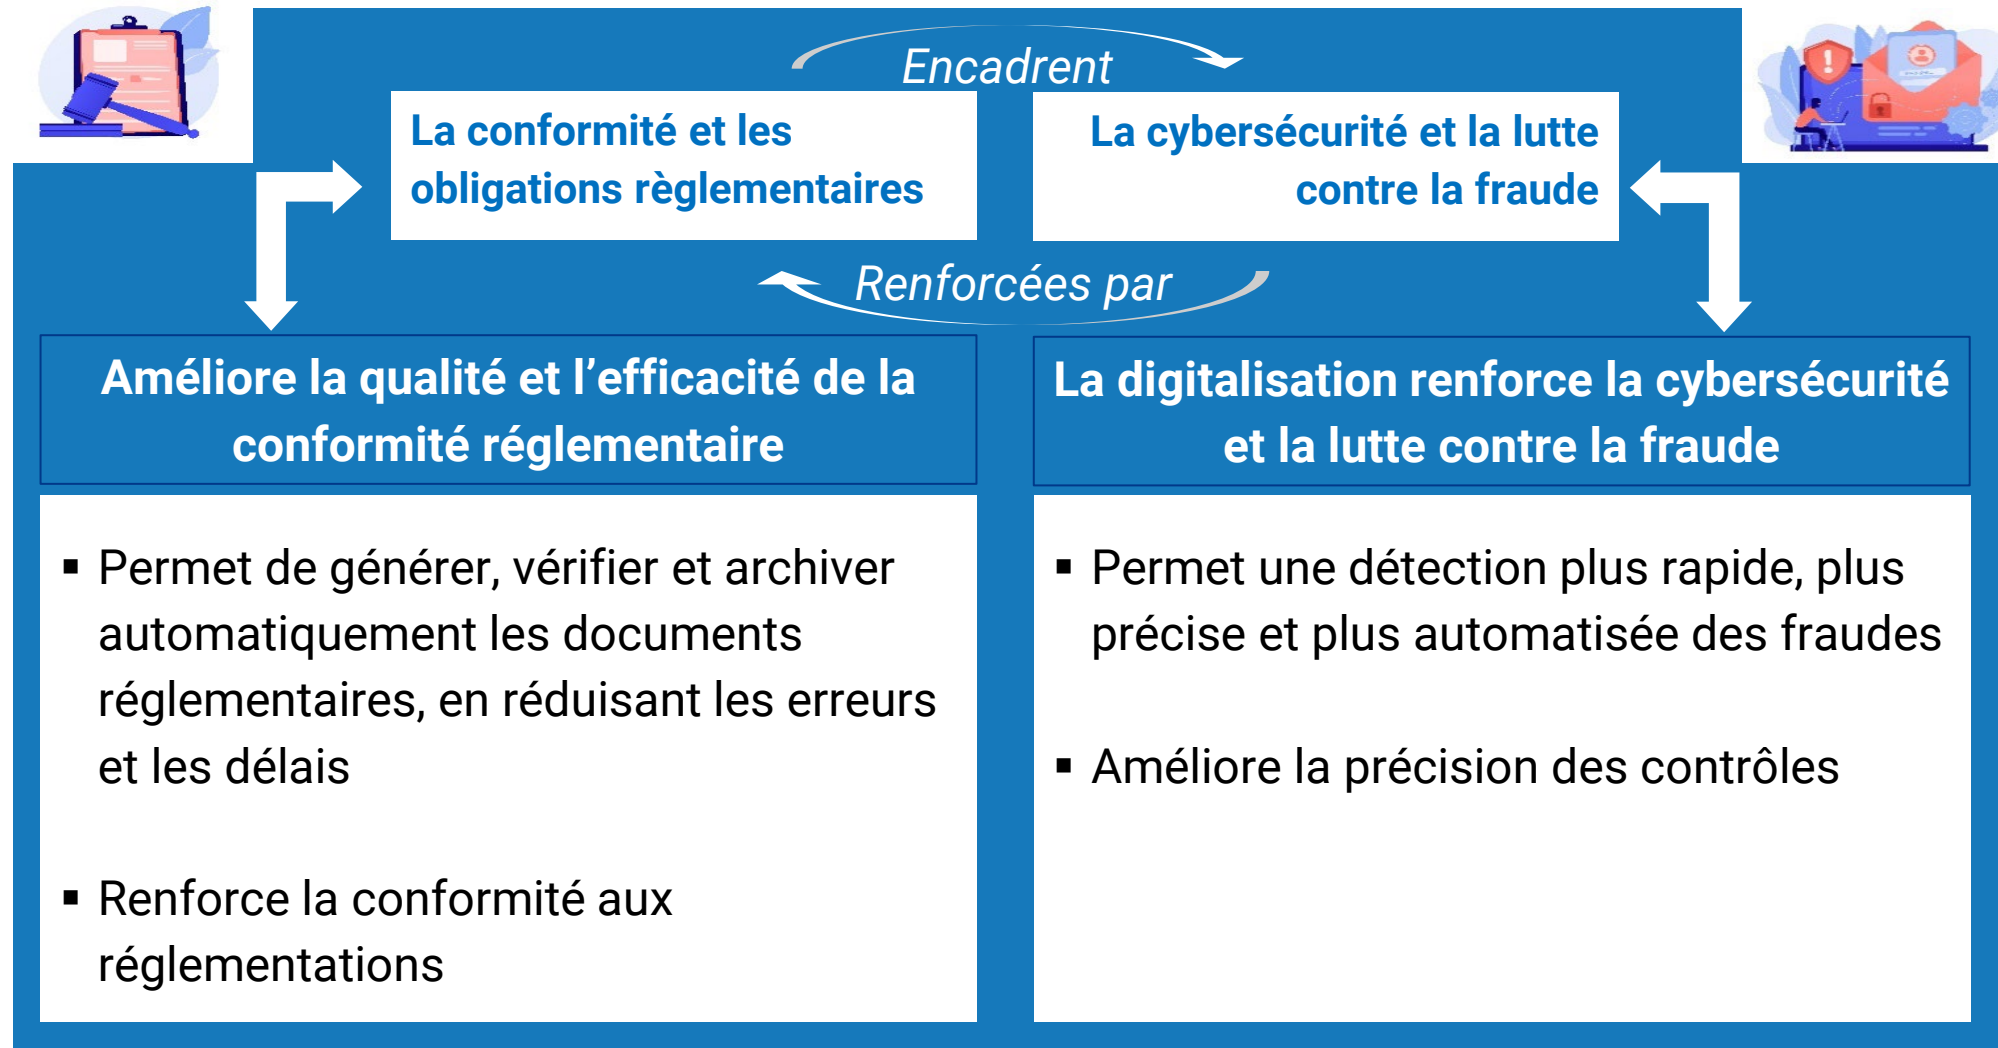 Encadrent
La conformité et les
obligations règlementaires
La cybersécurité et la lutte
contre la fraude
Renforcées par
Améliore la qualité et l’efficacité de la
conformité réglementaire
La digitalisation renforce la cybersécurité
et la lutte contre la fraude
▪ Permet de générer, vérifier et archiver
automatiquement les documents
réglementaires, en réduisant les erreurs
et les délais
▪ Renforce la conformité aux
réglementations
▪ Permet une détection plus rapide, plus
précise et plus automatisée des fraudes
▪ Améliore la précision des contrôles